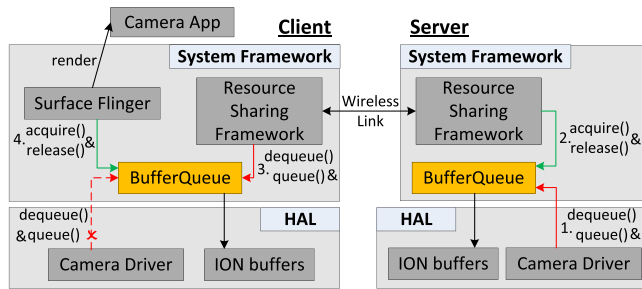 Camera App
Client
Server
render
System Framework
System Framework
Surface Flinger
Resource
Sharing
Framework
Wireless
Link
Resource
Sharing
Framework
4. acquire() &
release()
3. dequeue()
queue() &
2. acquire()
release() &
BufferQueue
BufferQueue
HAL
HAL
dequeue()
& queue()
x
1. dequeue()
queue() &
Camera Driver
ION buffers
ION buffers
Camera Driver